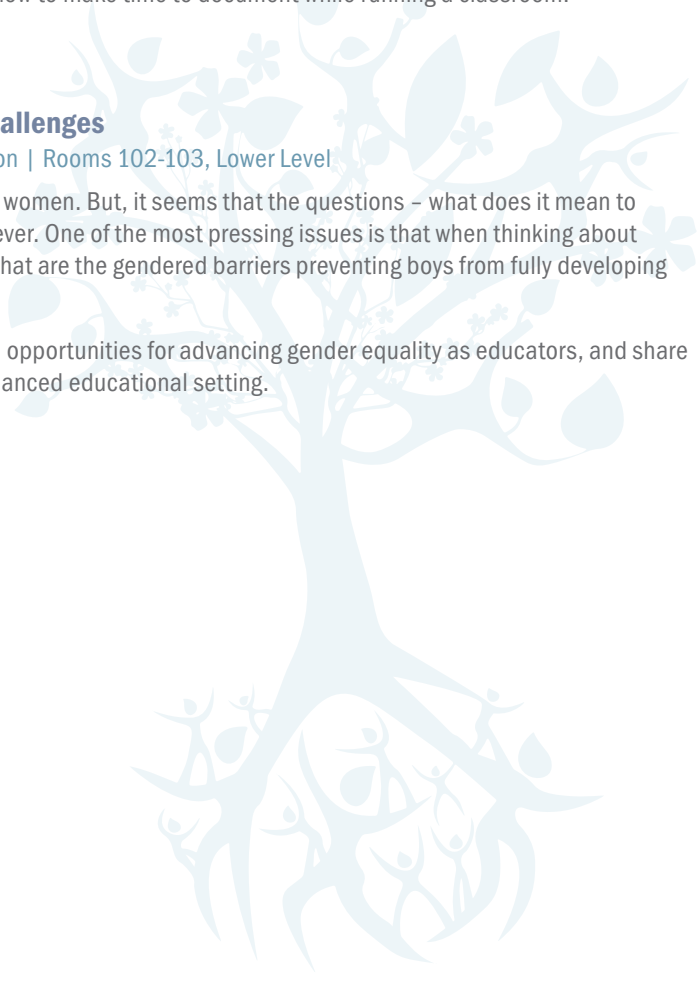 to make time to document while running a classroom.
allenges
on | Rooms 102-103, Lower Level
women. But, it seems that the questions – what does it mean to
ever. One of the most pressing issues is that when thinking about
hat are the gendered barriers preventing boys from fully developing
opportunities for advancing gender equality as educators, and share
anced educational setting.